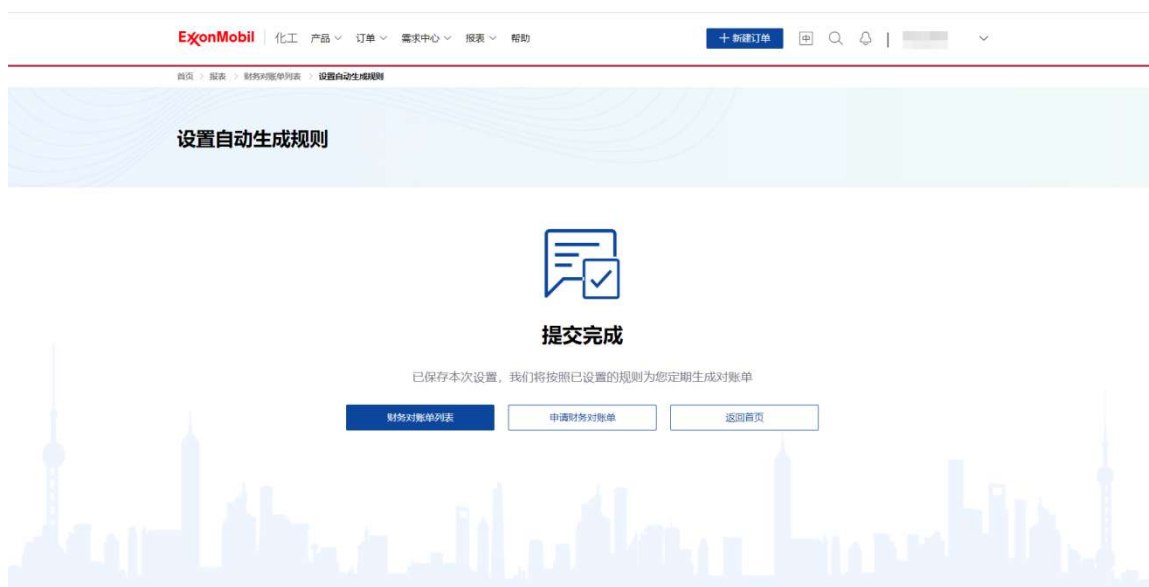 ExxonMobil 化工 产品 订单 需求中心 报表 帮助 +新建订单 中
首页 > 报表 > 财务对账单列表 > 设置自动生成规则
设置自动生成规则
提交完成
已保存本次设置，我们将按照已设置的规则为您定期生成对账单
财务对账单列表 申请财务对账单 返回首页